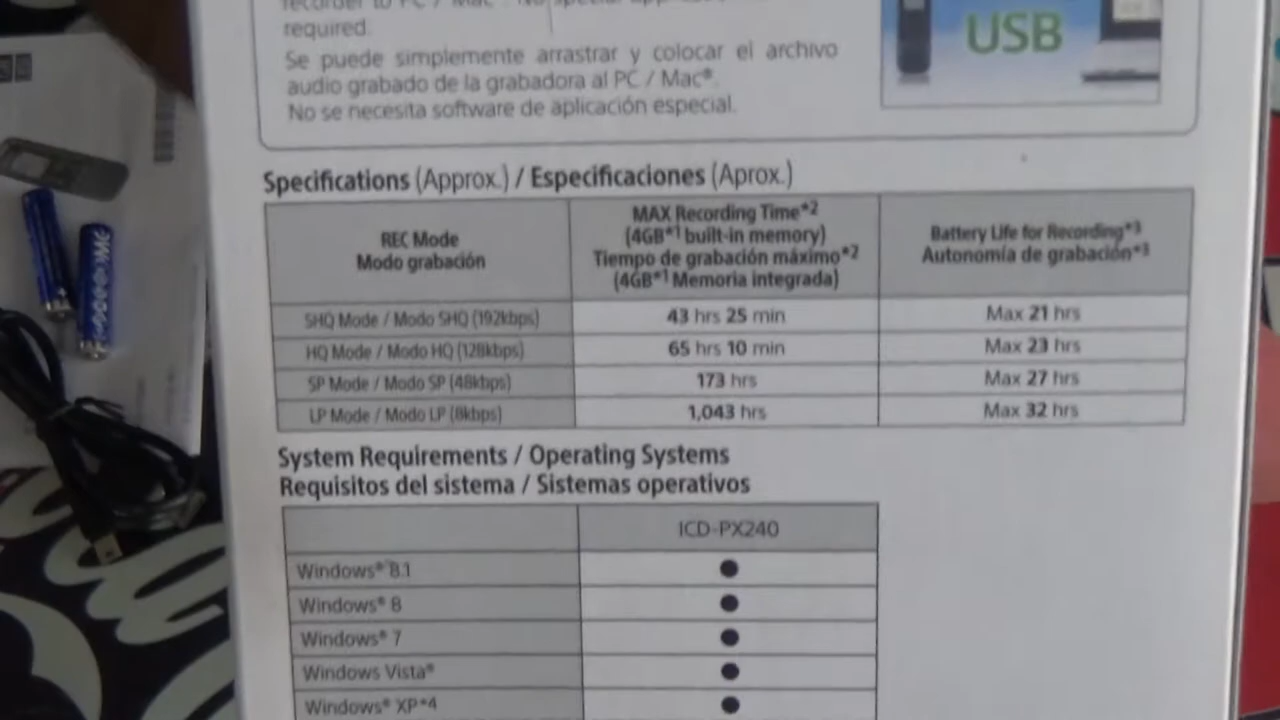 recorder to PC / Mac
required.
Se puede simplemente arrastrar y colocar el archivo
audio grabado de la grabadora al PC / Mac®.
No se necesita software de aplicación especial.
USB
Specifications (Approx.) / Especificaciones (Aprox.)
REC Mode
Modo grabación
MAX Recording Time*2
(4GB*1 built-in memory)
Tiempo de grabación máximo*2
(4GB*1 Memoria integrada)
Battery Life for Recording*3
Autonomía de grabación*3
SHQ Mode / Modo SHQ (192kbps) 43 hrs 25 min Max 21 hrs
HQ Mode / Modo HQ (128kbps) 65 hrs 10 min Max 23 hrs
SP Mode / Modo SP (48kbps) 173 hrs Max 27 hrs
LP Mode / Modo LP (8kbps) 1,043 hrs Max 32 hrs
System Requirements / Operating Systems
Requisitos del sistema / Sistemas operativos
ICD-PX240
Windows® 8.1 ●
Windows® 8 ●
Windows® 7 ●
Windows Vista® ●
Windows® XP*4 ●